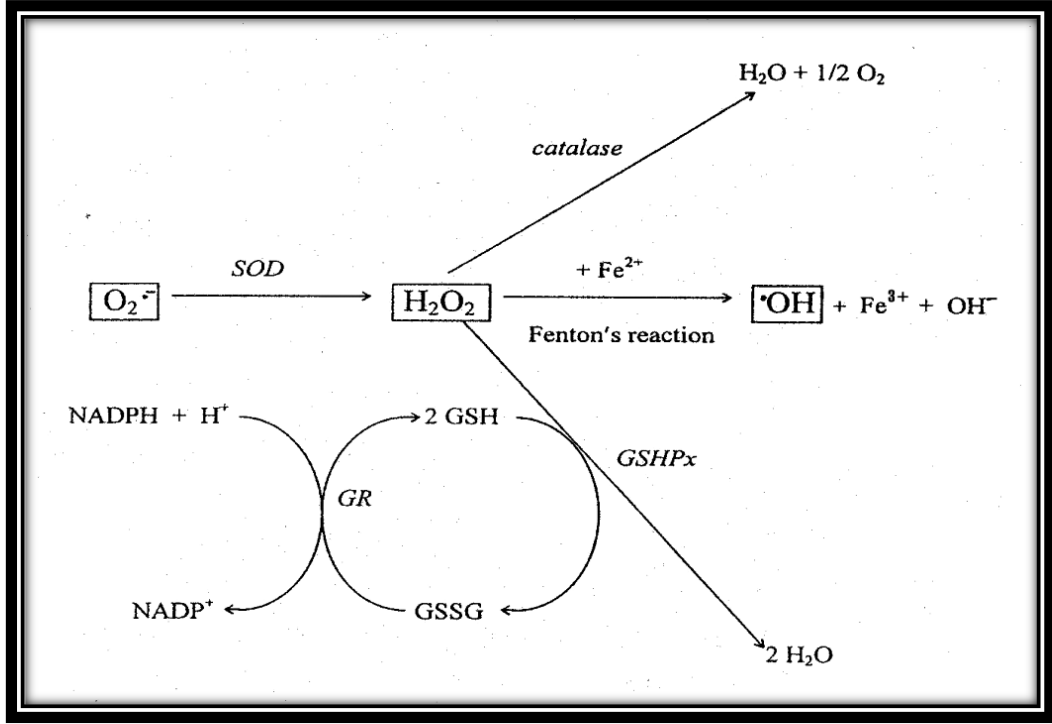 H₂O + 1/2 O₂
catalase
SOD
+ Fe²⁺
O₂•⁻
H₂O₂
•OH + Fe³⁺ + OH⁻
Fenton's reaction
NADPH + H⁺
2 GSH
GSHPx
GR
NADP⁺
GSSG
2 H₂O